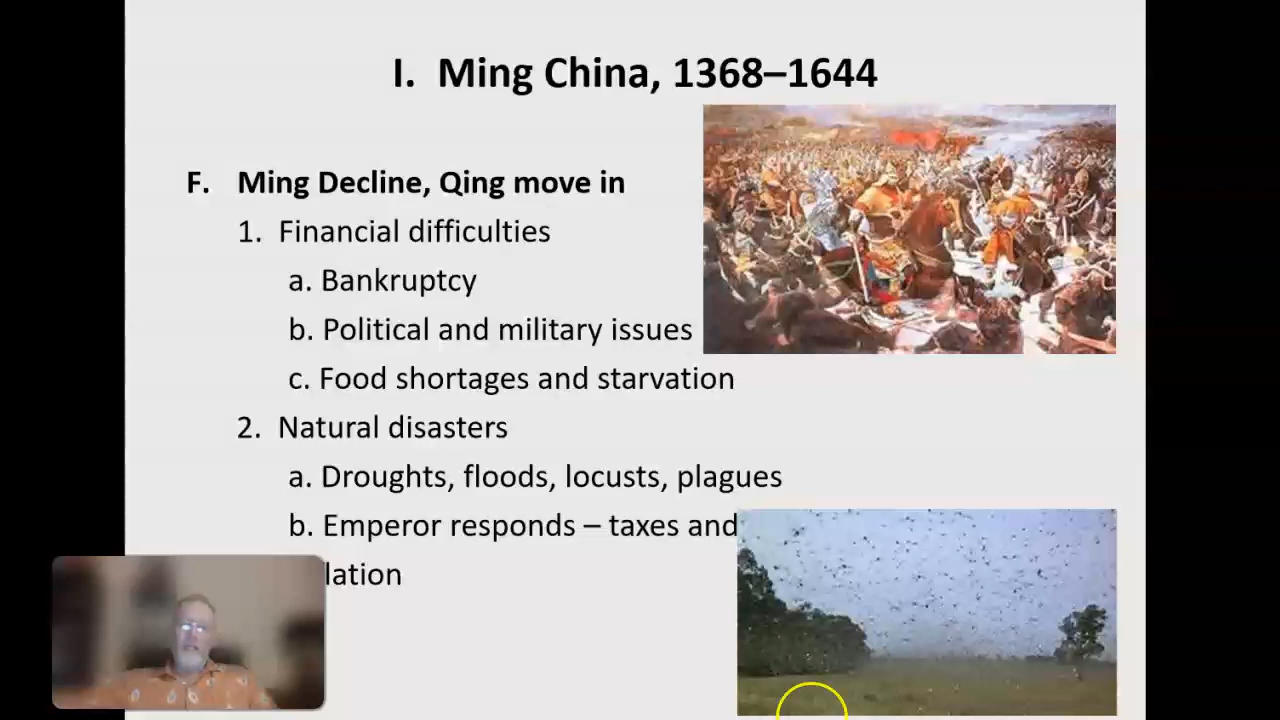 I. Ming China, 1368–1644
F. Ming Decline, Qing move in
1. Financial difficulties
a. Bankruptcy
b. Political and military issues
c. Food shortages and starvation
2. Natural disasters
a. Droughts, floods, locusts, plagues
b. Emperor responds – taxes and
lation